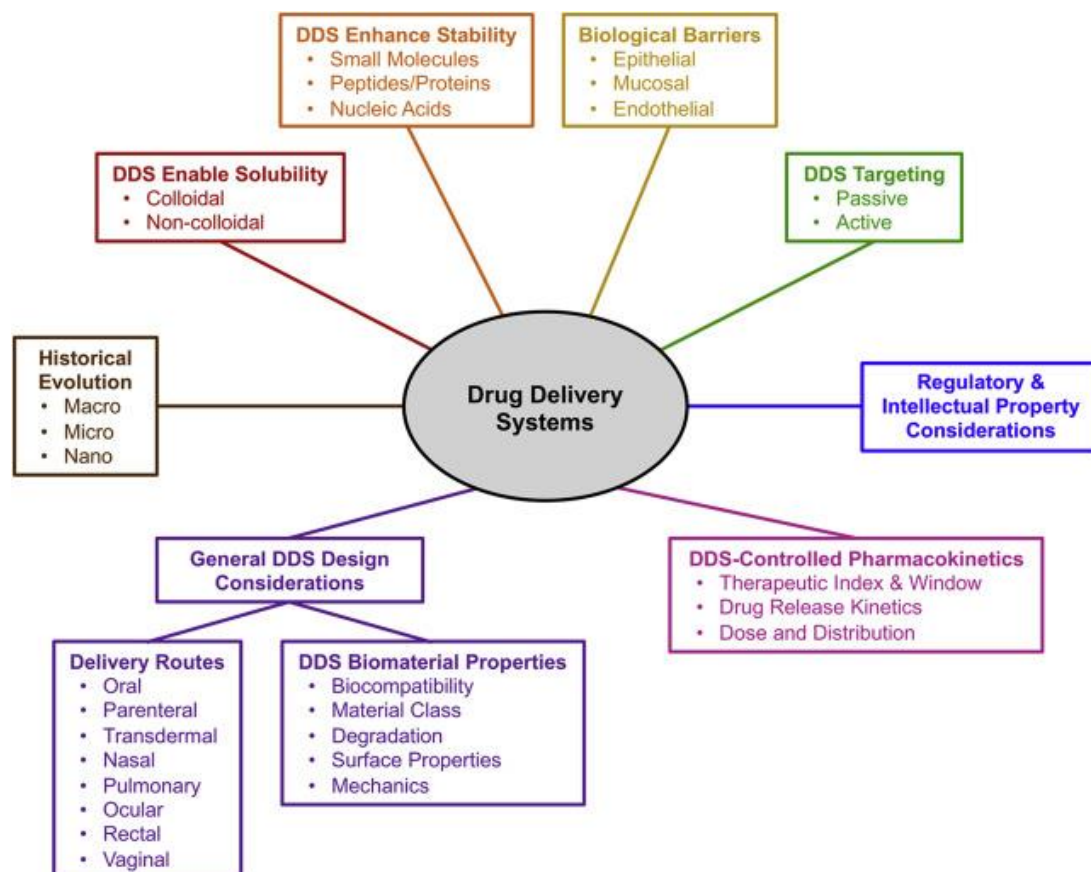 DDS Enhance Stability
• Small Molecules
• Peptides/Proteins
• Nucleic Acids
Biological Barriers
• Epithelial
• Mucosal
• Endothelial
DDS Enable Solubility
• Colloidal
• Non-colloidal
DDS Targeting
• Passive
• Active
Historical
Evolution
• Macro
• Micro
• Nano
Drug Delivery
Systems
Regulatory &
Intellectual Property
Considerations
General DDS Design
Considerations
DDS-Controlled Pharmacokinetics
• Therapeutic Index & Window
• Drug Release Kinetics
• Dose and Distribution
Delivery Routes
• Oral
• Parenteral
• Transdermal
• Nasal
• Pulmonary
• Ocular
• Rectal
• Vaginal
DDS Biomaterial Properties
• Biocompatibility
• Material Class
• Degradation
• Surface Properties
• Mechanics